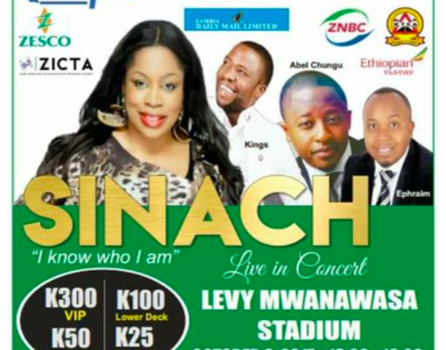 ZAMBIA
DAILY MAIL LIMITED
ZESCO
ZNBC
ZICTA
Ethiopian
Abel Chungu
Kings
Ephraim
SINACH
"I know who I am"
Live in Concert
K300
VIP
K100
Lower Deck
K50
K25
LEVY MWANAWASA
STADIUM